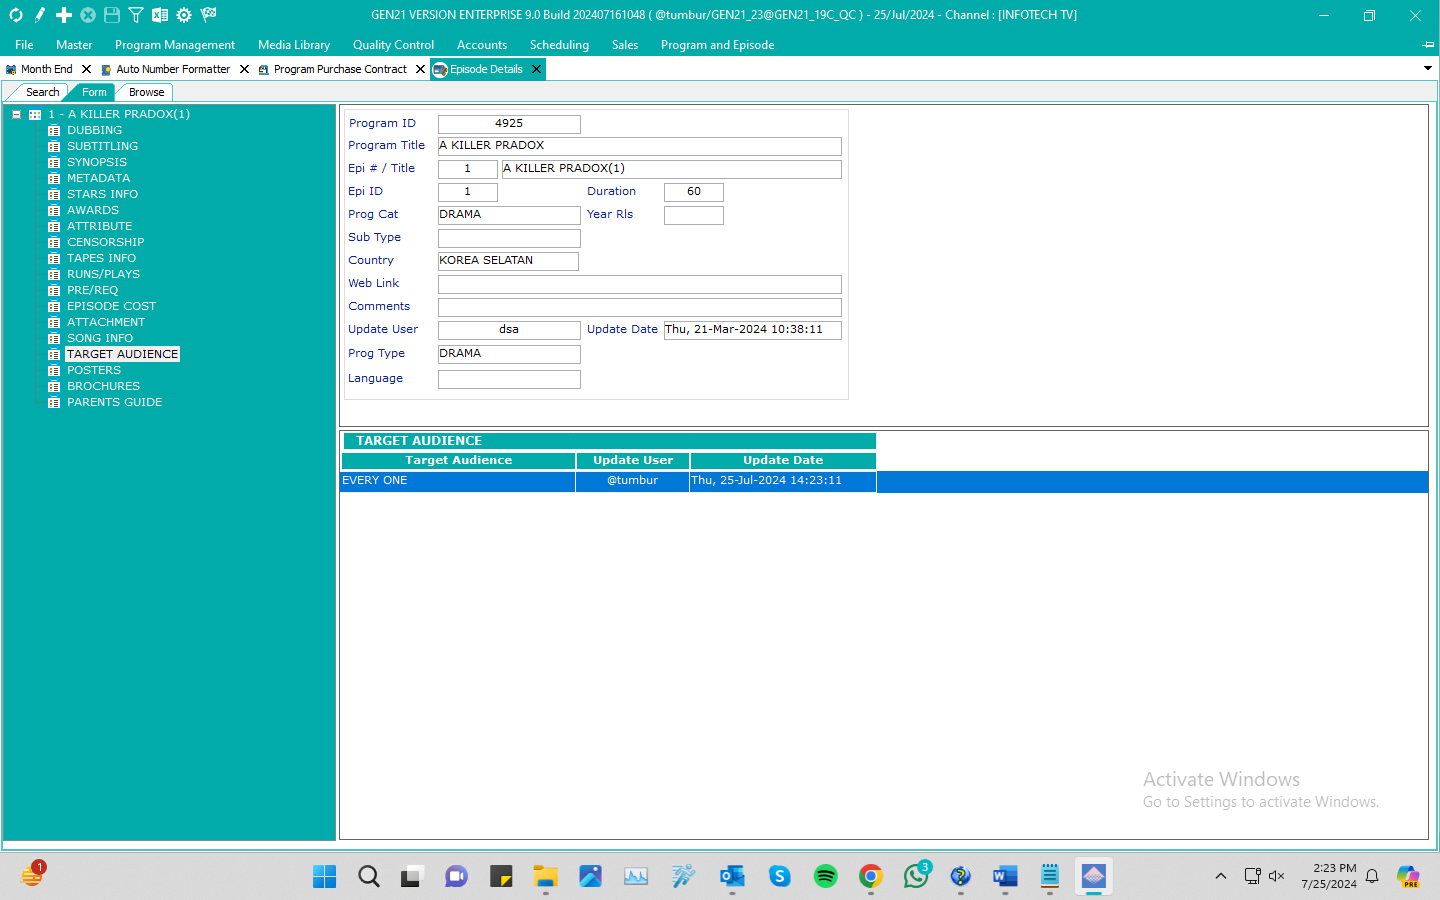 GEN21 VERSION ENTERPRISE 9.0 Build 202407161048 ( @tumbur/GEN21_23@GEN21_19C_QC ) - 25/Jul/2024 - Channel : [INFOTECH TV]
File Master Program Management Media Library Quality Control Accounts Scheduling Sales Program and Episode
Month End Auto Number Formatter Program Purchase Contract Episode Details
Search Form Browse
1 - A KILLER PRADOX(1)
DUBBING
SUBTITLING
SYNOPSIS
METADATA
STARS INFO
AWARDS
ATTRIBUTE
CENSORSHIP
TAPES INFO
RUNS/PLAYS
PRE/REQ
EPISODE COST
ATTACHMENT
SONG INFO
TARGET AUDIENCE
POSTERS
BROCHURES
PARENTS GUIDE
Program ID 4925
Program Title A KILLER PRADOX
Epi # / Title 1 A KILLER PRADOX(1)
Epi ID 1 Duration 60
Prog Cat DRAMA Year Rls
Sub Type
Country KOREA SELATAN
Web Link
Comments
Update User dsa Update Date Thu, 21-Mar-2024 10:38:11
Prog Type DRAMA
Language
TARGET AUDIENCE
Target Audience Update User Update Date
EVERY ONE @tumbur Thu, 25-Jul-2024 14:23:11
Activate Windows
Go to Settings to activate Windows.
1
3
2:23 PM
7/25/2024
PRE